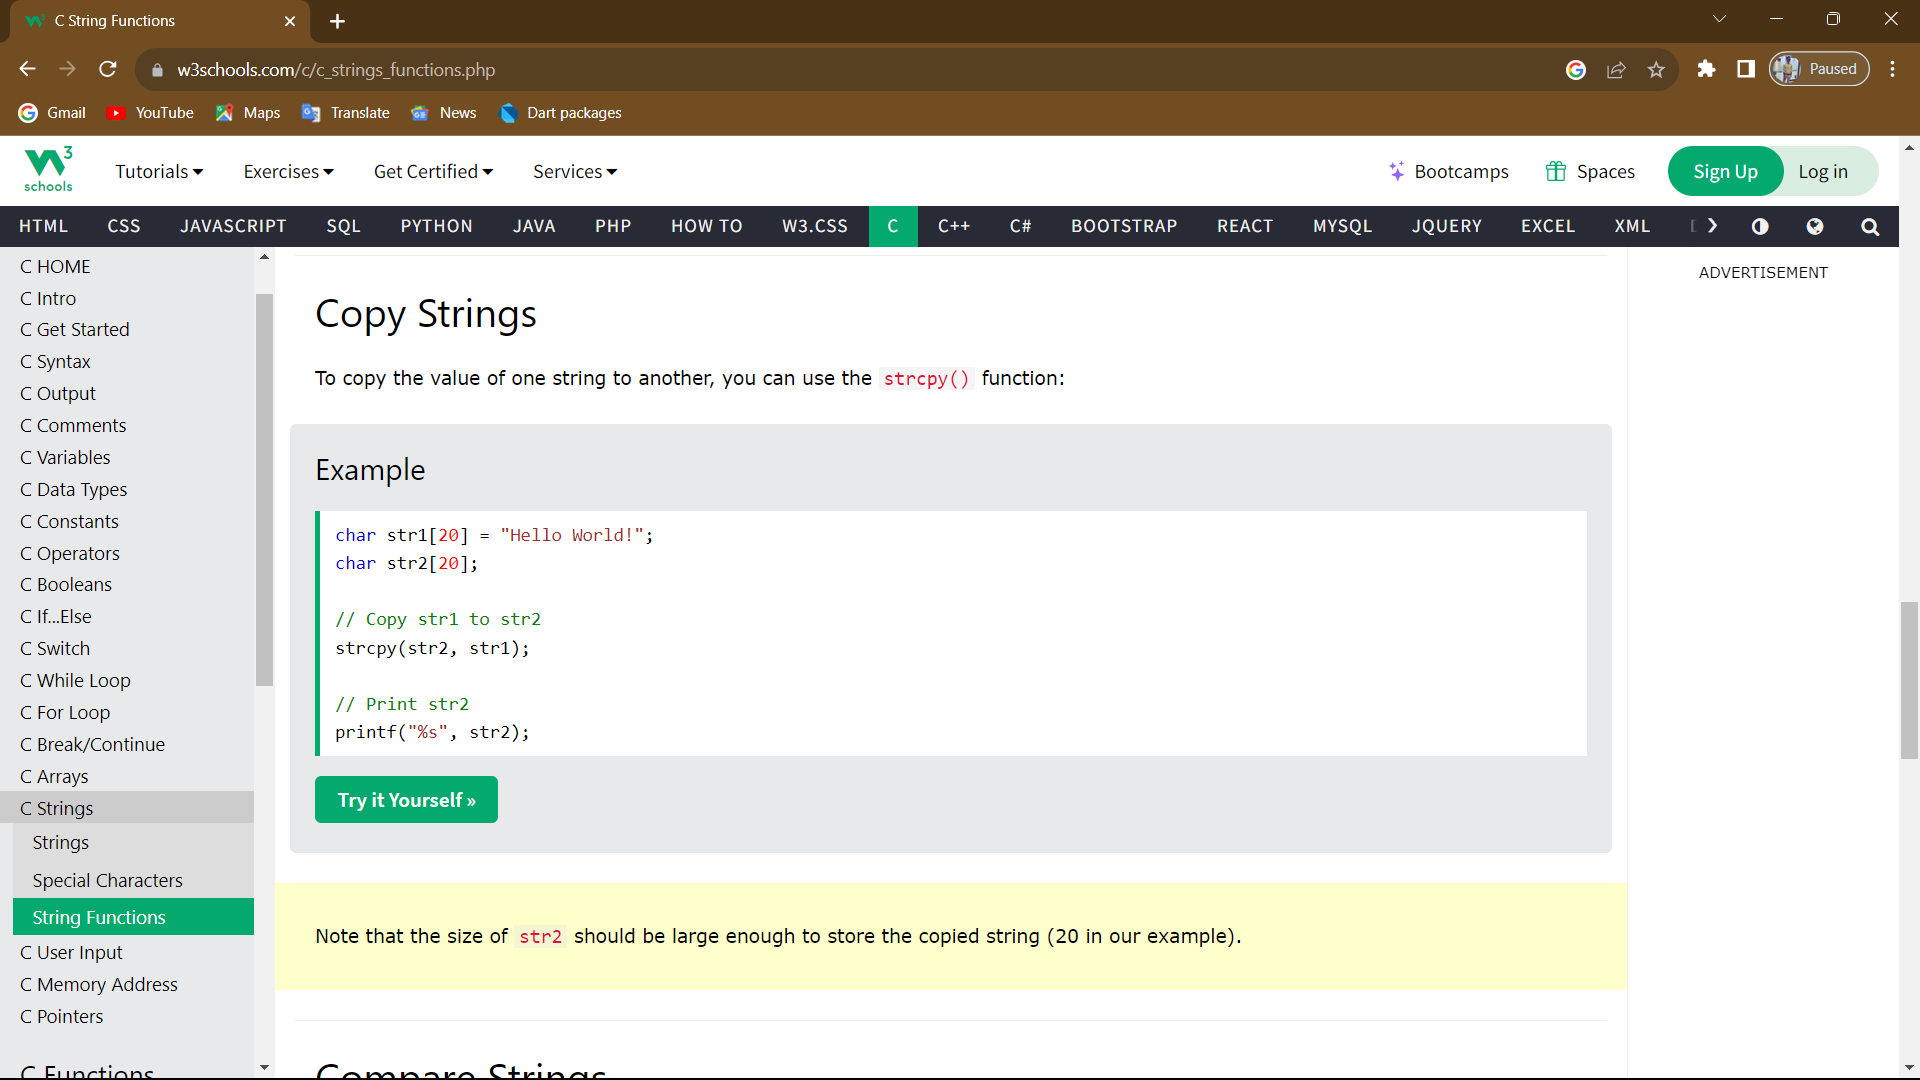 C String Functions
w3schools.com/c/c_strings_functions.php
Paused
Gmail YouTube Maps Translate News Dart packages
W3 schools
Tutorials Exercises Get Certified Services Bootcamps Spaces Sign Up Log in
HTML CSS JAVASCRIPT SQL PYTHON JAVA PHP HOW TO W3.CSS C C++ C# BOOTSTRAP REACT MYSQL JQUERY EXCEL XML
C HOME
C Intro
C Get Started
C Syntax
C Output
C Comments
C Variables
C Data Types
C Constants
C Operators
C Booleans
C If...Else
C Switch
C While Loop
C For Loop
C Break/Continue
C Arrays
C Strings
Strings
Special Characters
String Functions
C User Input
C Memory Address
C Pointers
C Functions
Copy Strings
To copy the value of one string to another, you can use the strcpy() function:
Example
char str1[20] = "Hello World!";
char str2[20];
// Copy str1 to str2
strcpy(str2, str1);
// Print str2
printf("%s", str2);
Try it Yourself »
Note that the size of str2 should be large enough to store the copied string (20 in our example).
Compare Strings
ADVERTISEMENT